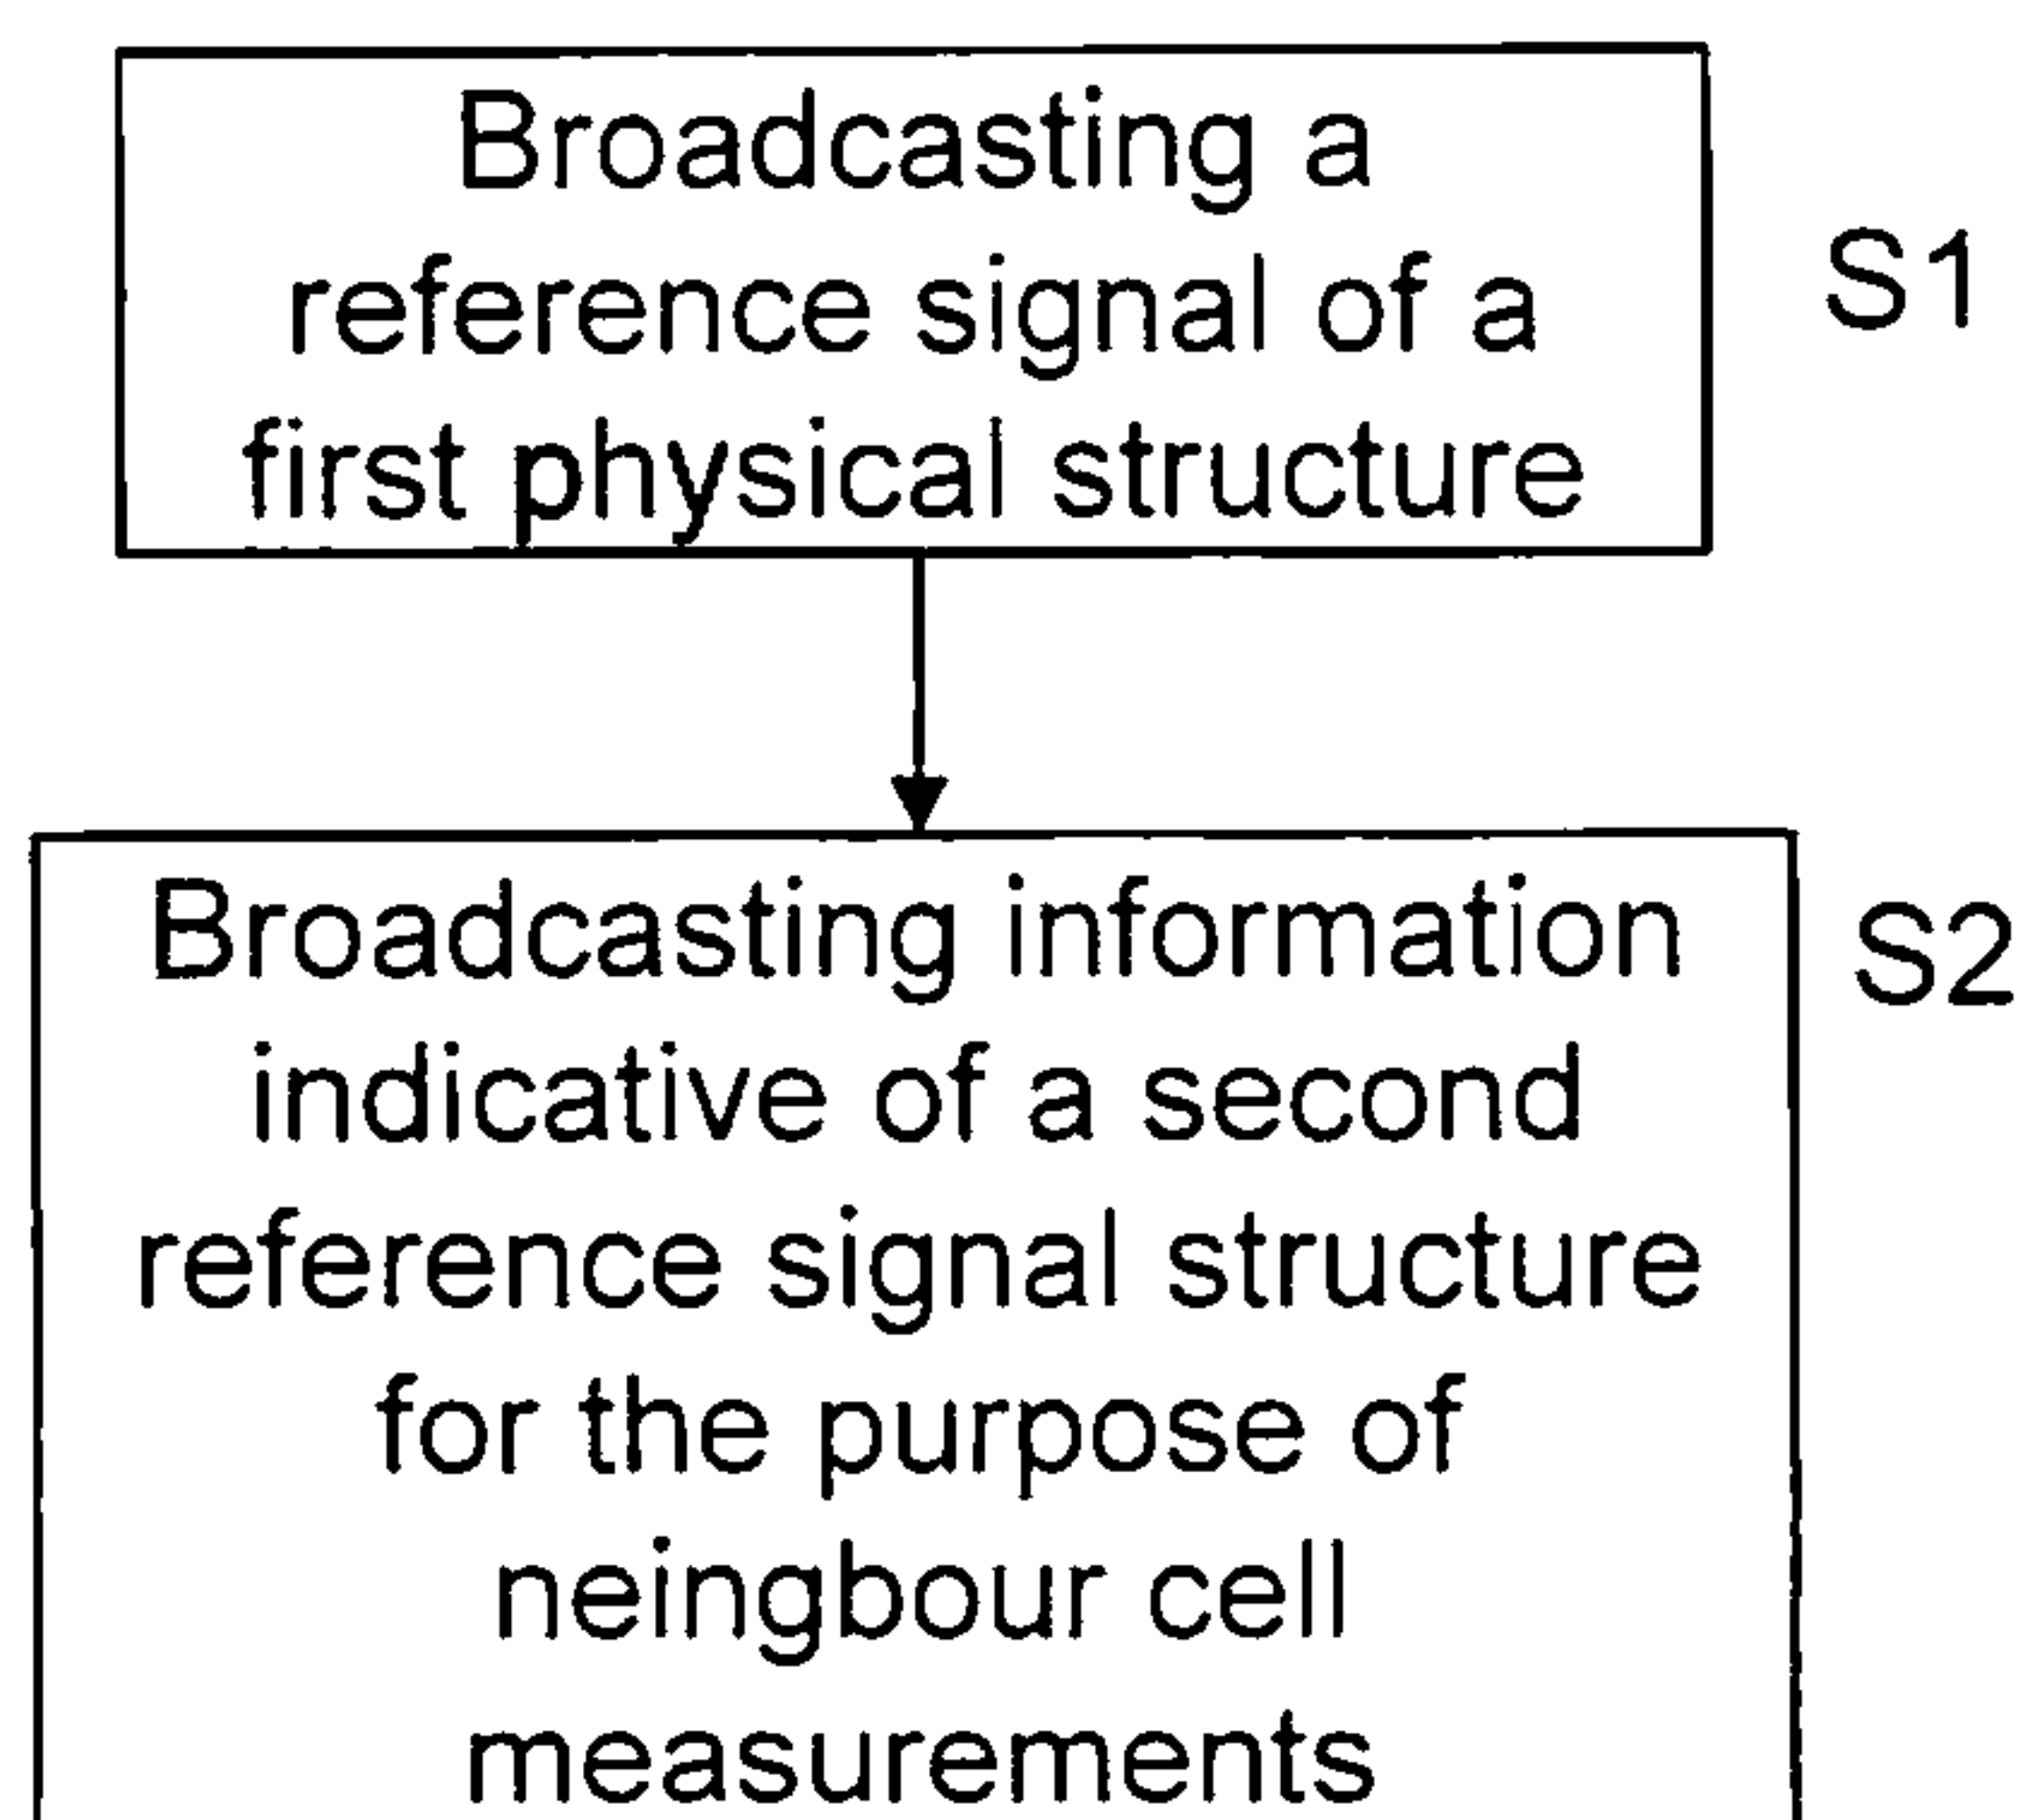 Broadcasting a
reference signal of a
first physical structure
S1
Broadcasting information
indicative of a second
reference signal structure
for the purpose of
neingbour cell
measurements
S2